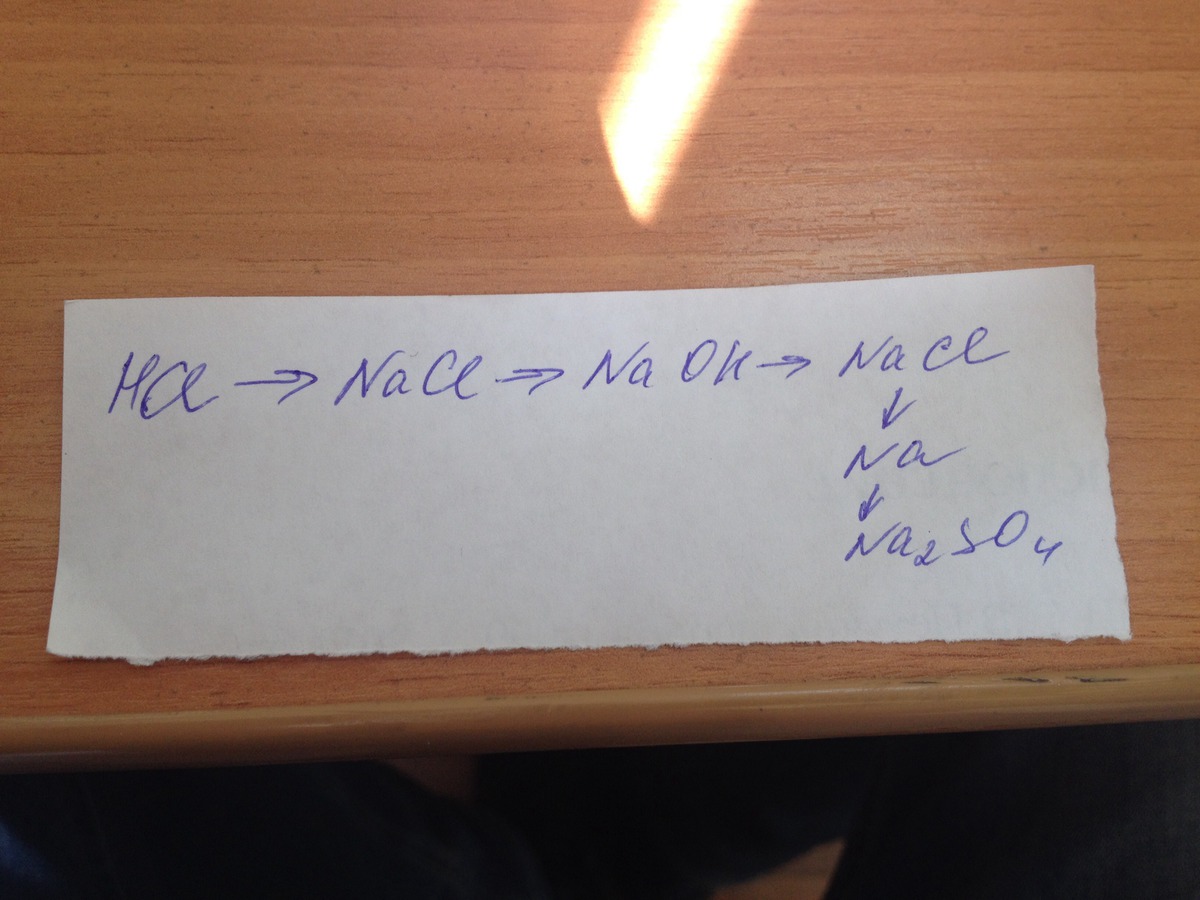 HCl → NaCl → NaOH → NaCl
↓
Na
↓
Na₂SO₄